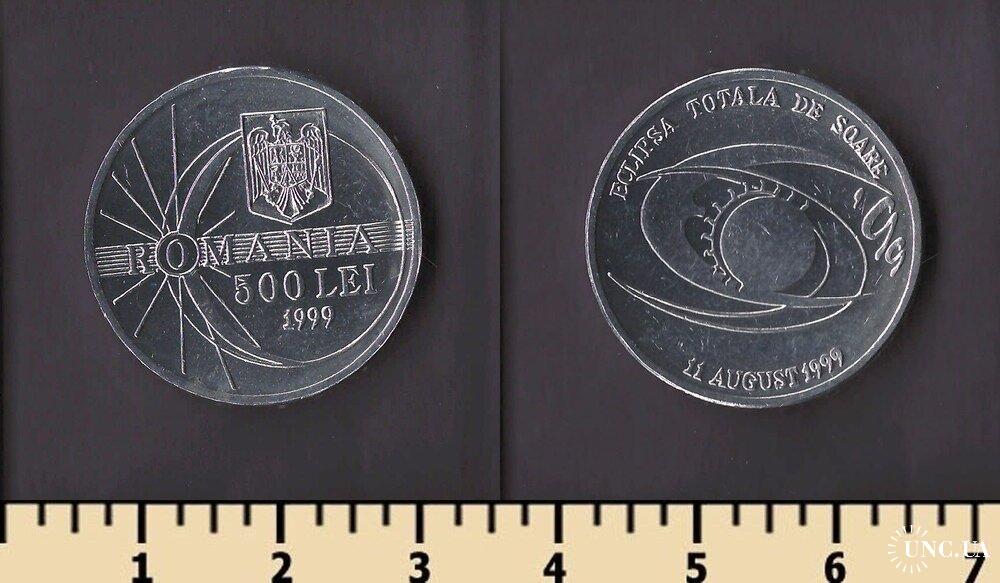 ROMANIA
500 LEI
1999
ECLIPSA TOTALA DE SOARE
11 AUGUST 1999
1 2 3 4 5 6 7
UNC.UA